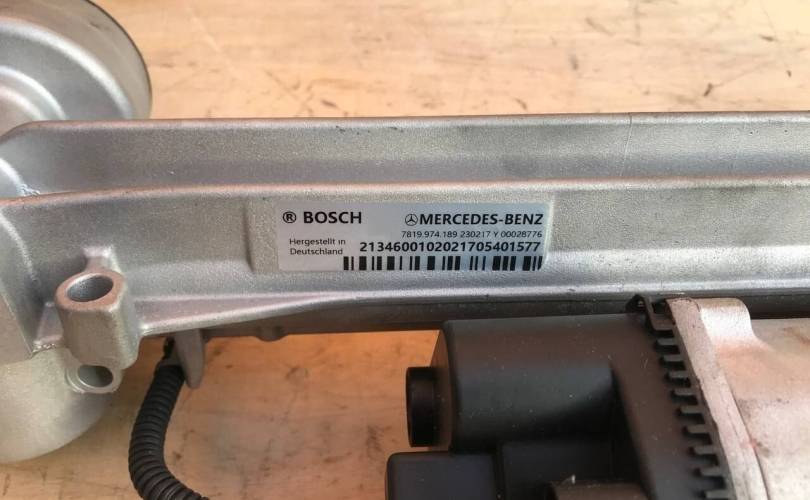 ® BOSCH
MERCEDES-BENZ
7819.974.189 230217 Y 00028776
Hergestellt in
Deutschland
2134600102021705401577